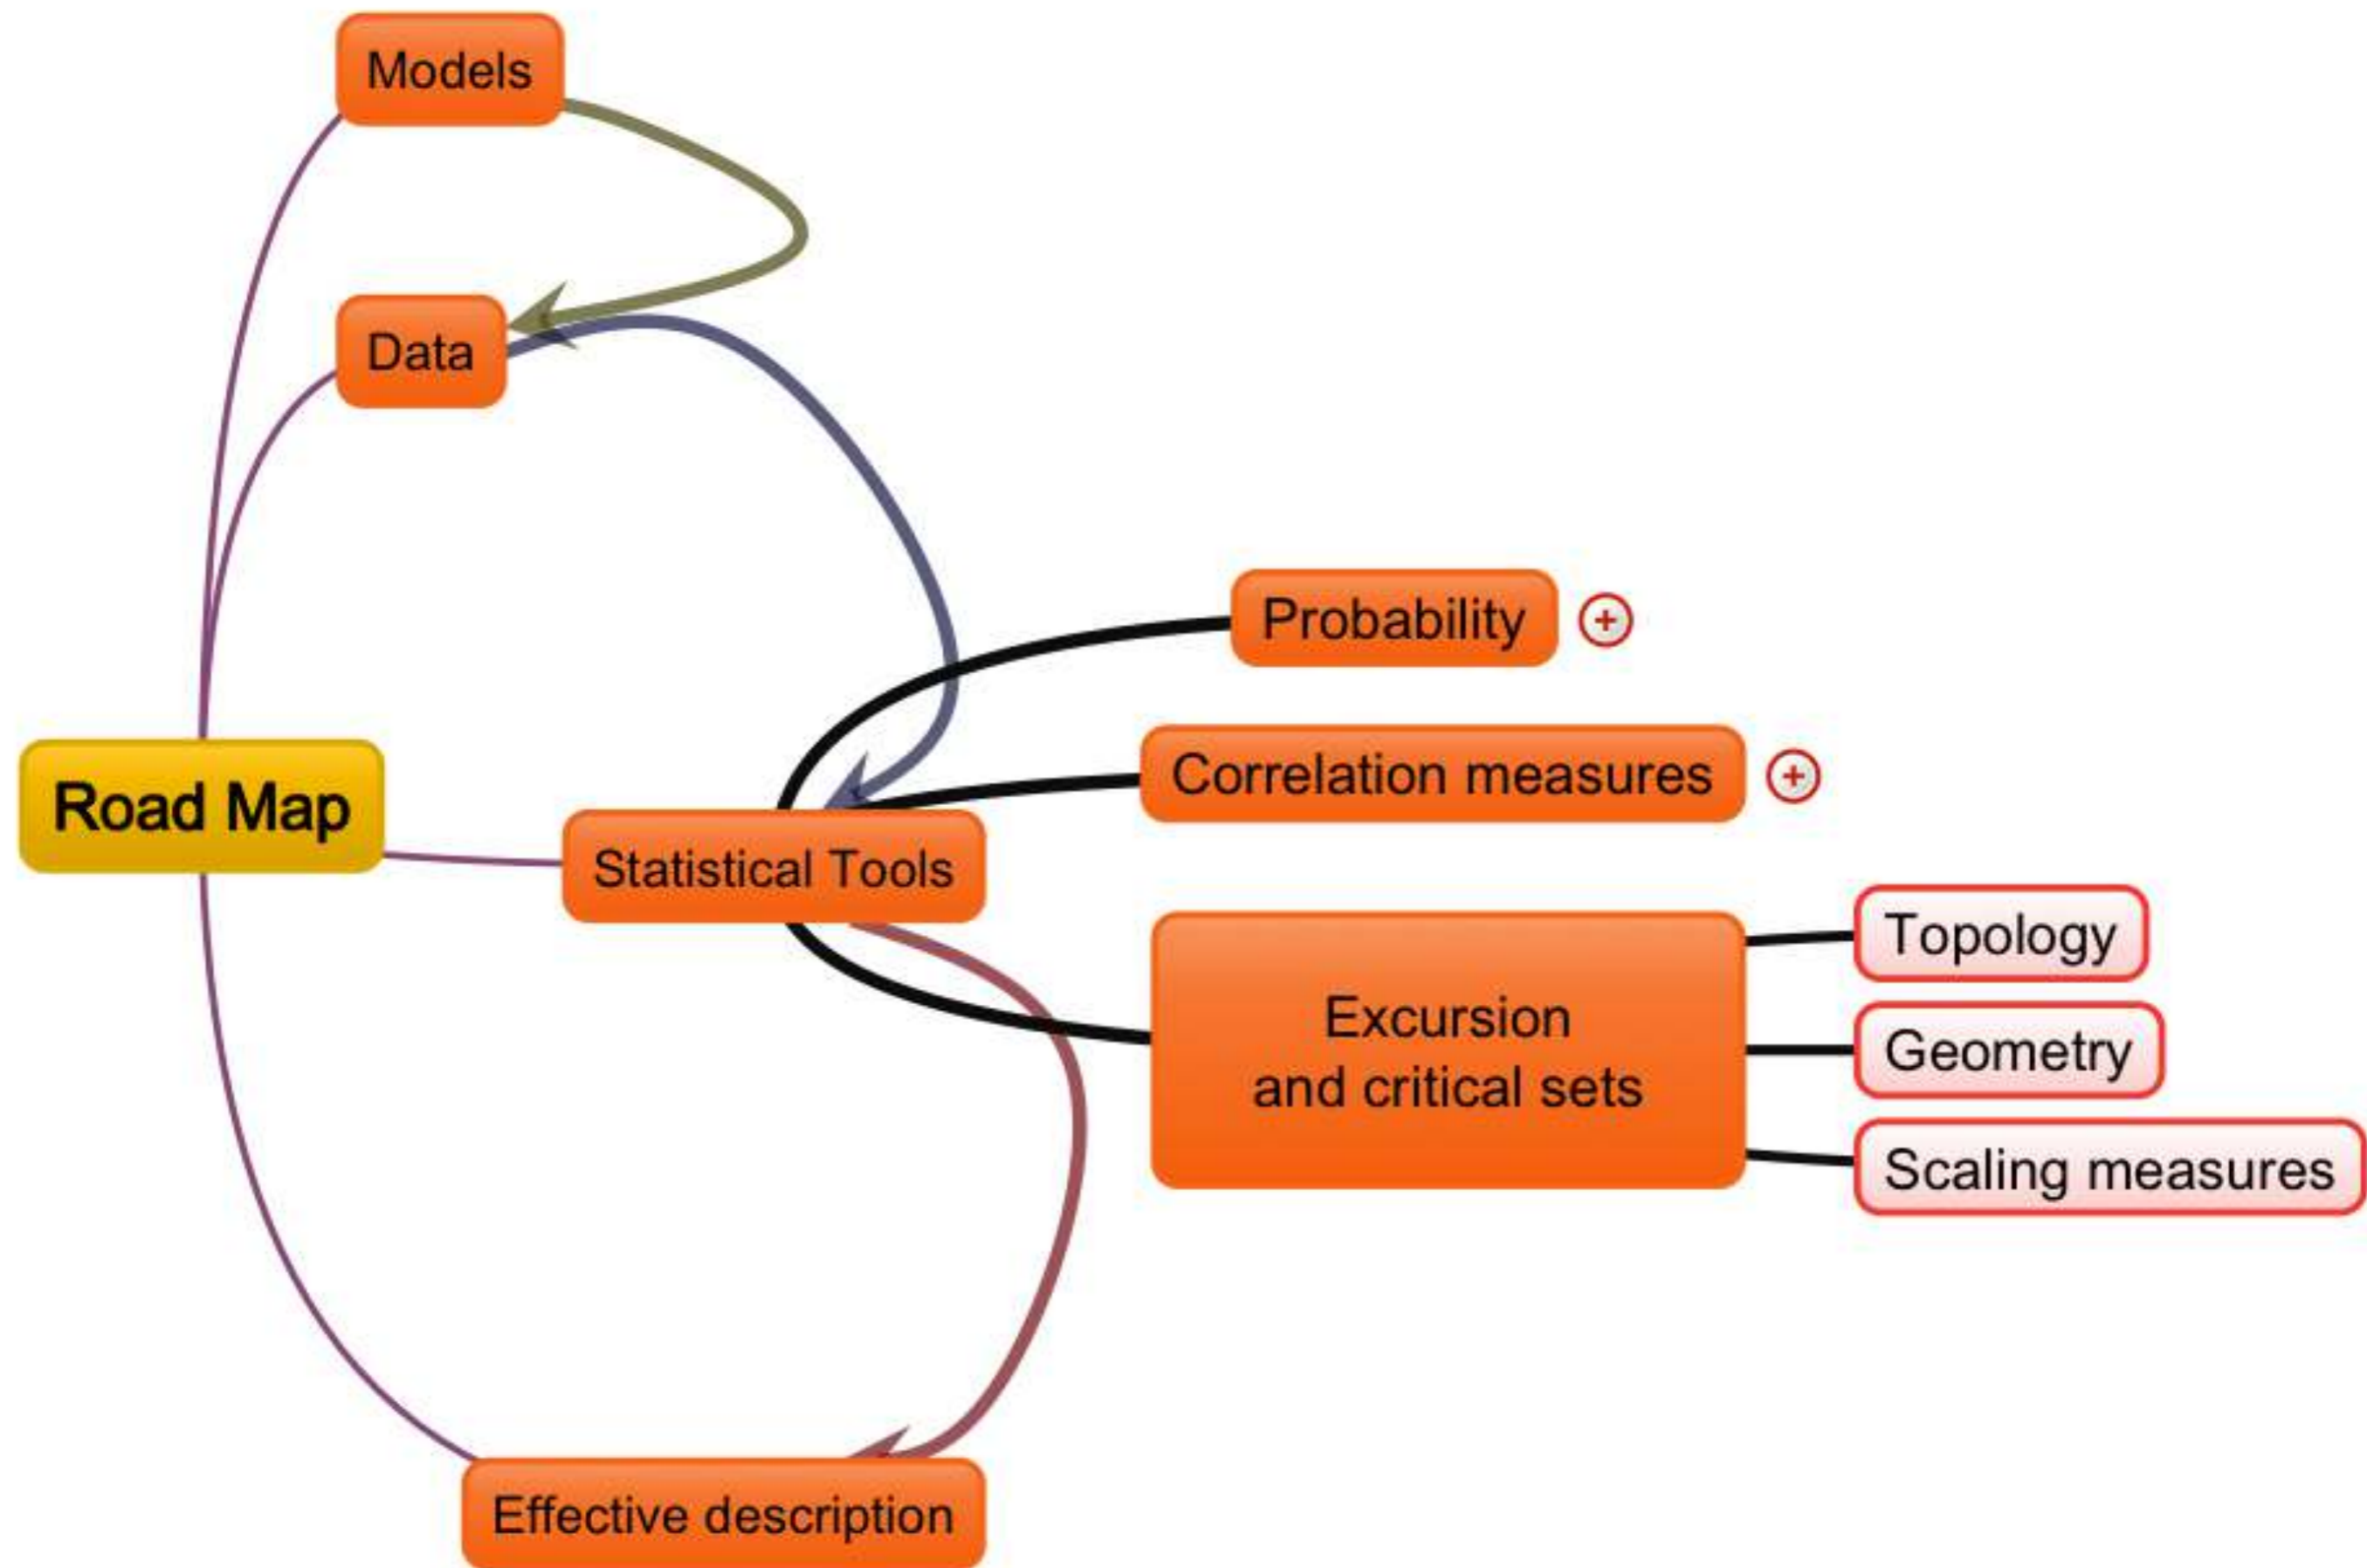 Models
Data
Probability
Correlation measures
Road Map
Statistical Tools
Topology
Excursion
and critical sets
Geometry
Scaling measures
Effective description